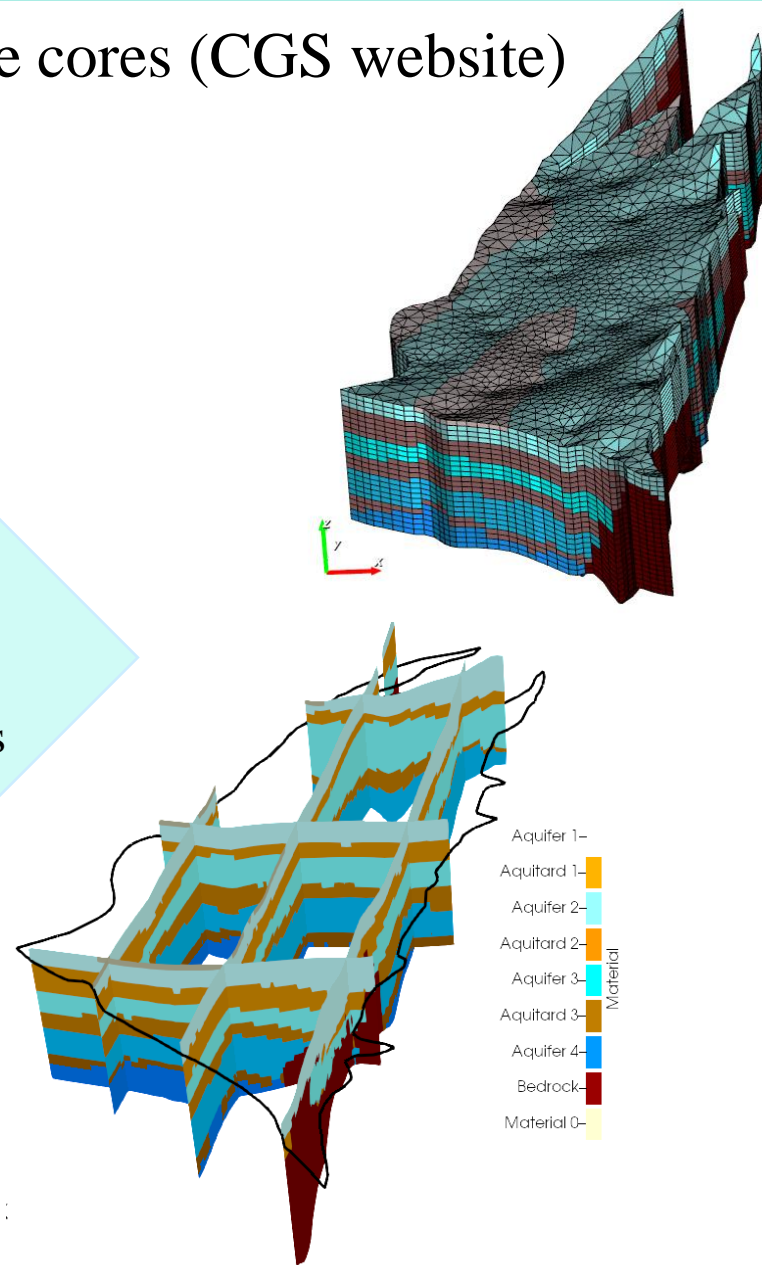 e cores (CGS website)
z
y
x
s
Aquifer 1
Aquitard 1
Aquifer 2
Aquitard 2
Aquifer 3
Aquitard 3
Aquifer 4
Bedrock
Material 0
Material
: